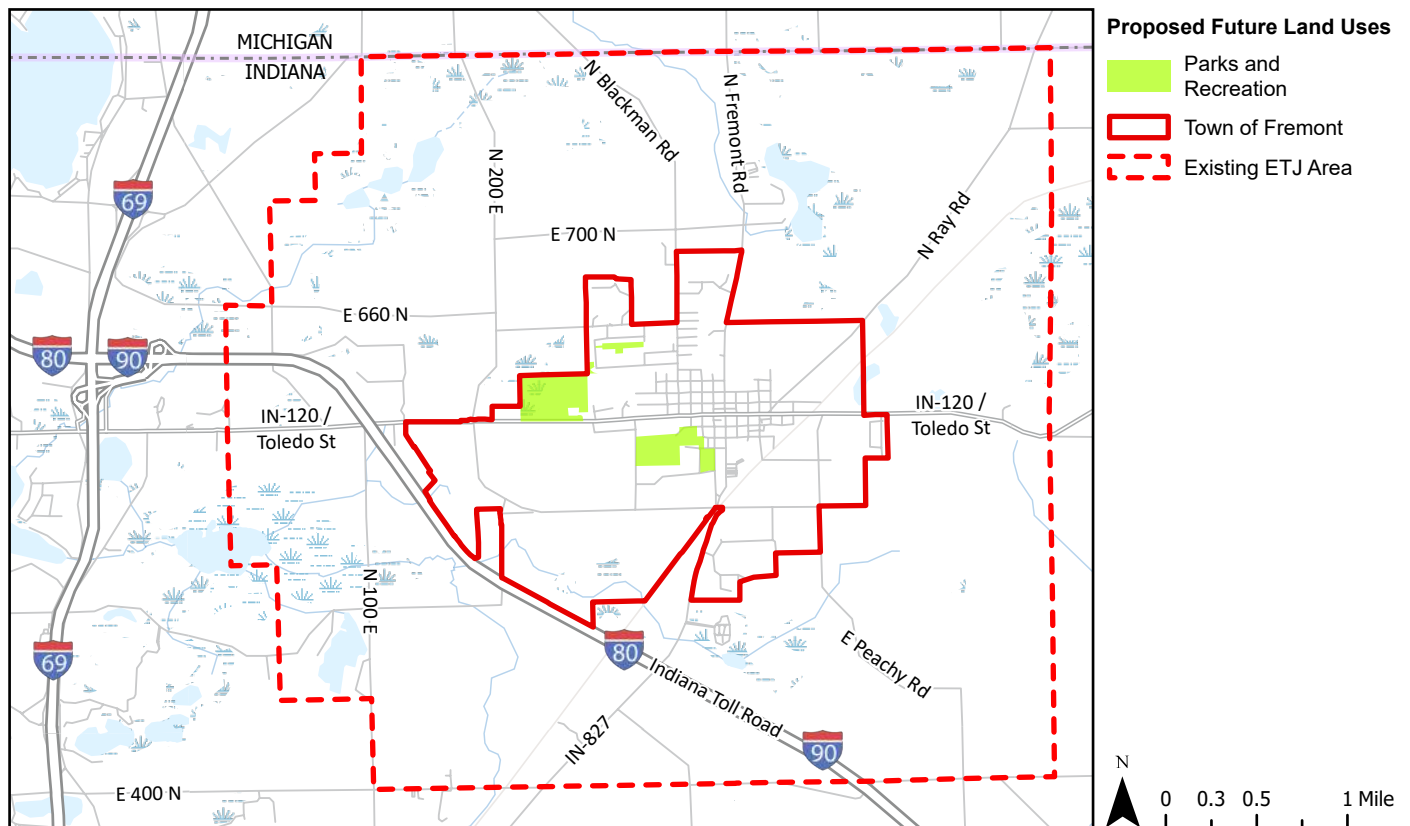 Proposed Future Land Uses
Parks and
Recreation
Town of Fremont
Existing ETJ Area
MICHIGAN
INDIANA
N Blackman Rd
N Fremont Rd
N 200 E
69
N Ray Rd
E 700 N
E 660 N
80
90
IN-120 /
Toledo St
IN-120 /
Toledo St
N 100 E
69
80
Indiana Toll Road
E Peachy Rd
IN-827
90
E 400 N
N
0 0.3 0.5 1 Mile